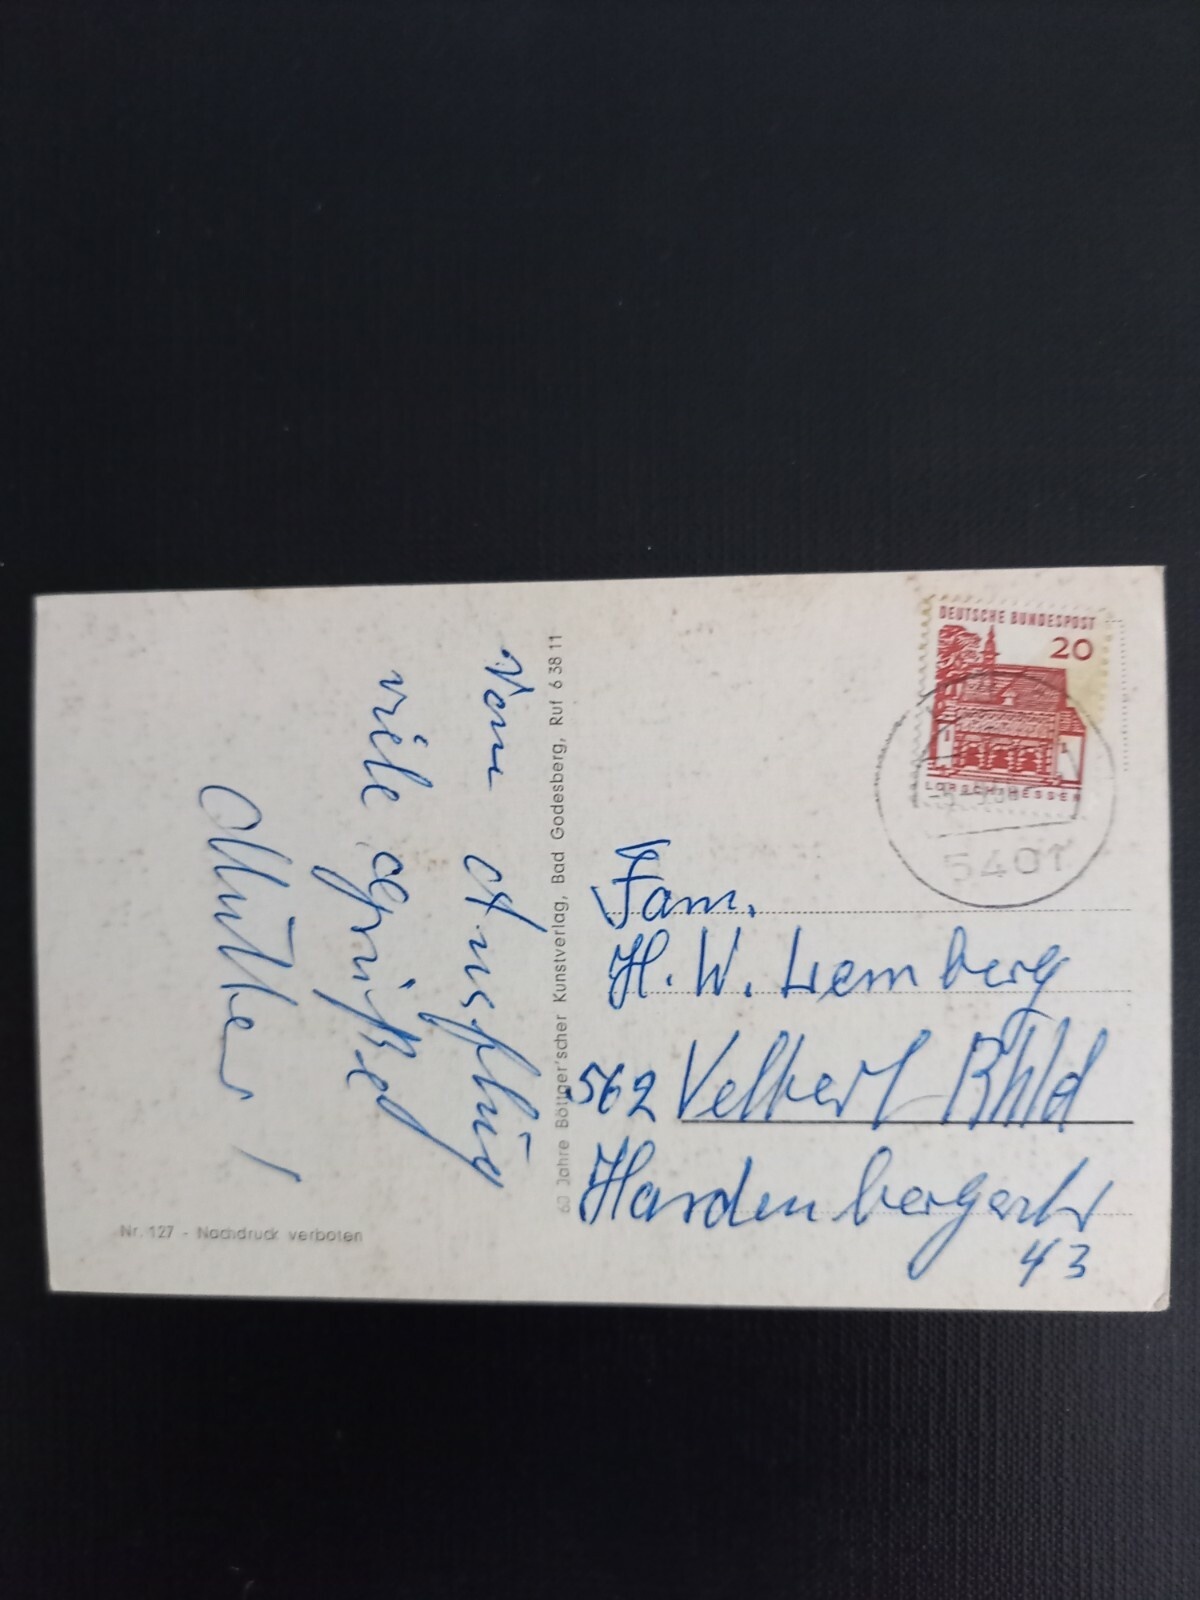 Vom Ausflug
viele Grüße
Mutter!
Nr. 127 - Nachdruck verboten
60 Jahre Böttger'scher Kunstverlag, Bad Godesberg, Ruf 6 38 11
DEUTSCHE BUNDESPOST
20
LORSCH/HESSEN
5401
Fam.
H. W. Lemberg
562 Velbert Rhld
Hardenbergerstr
43